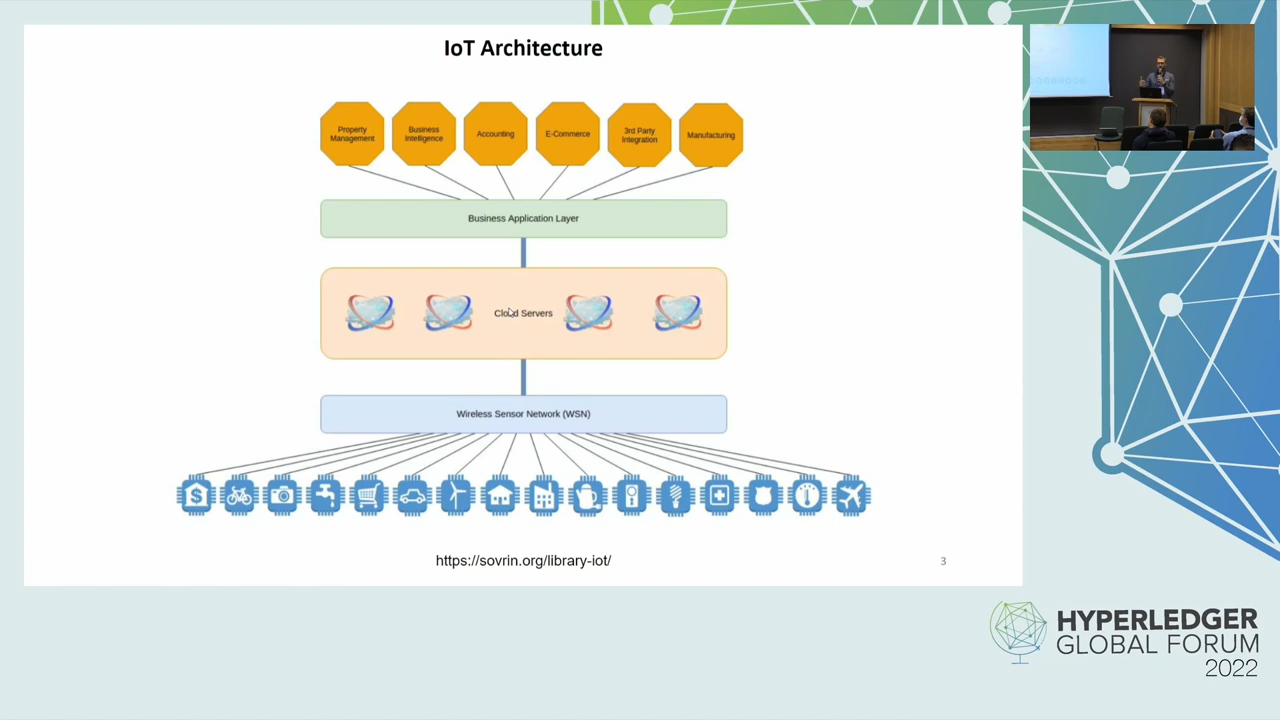 IoT Architecture
Property
Management
Business
Intelligence
Accounting
E-Commerce
3rd Party
Integration
Manufacturing
Business Application Layer
Cloud Servers
Wireless Sensor Network (WSN)
$
https://sovrin.org/library-iot/
3
HYPERLEDGER
GLOBAL FORUM
2022